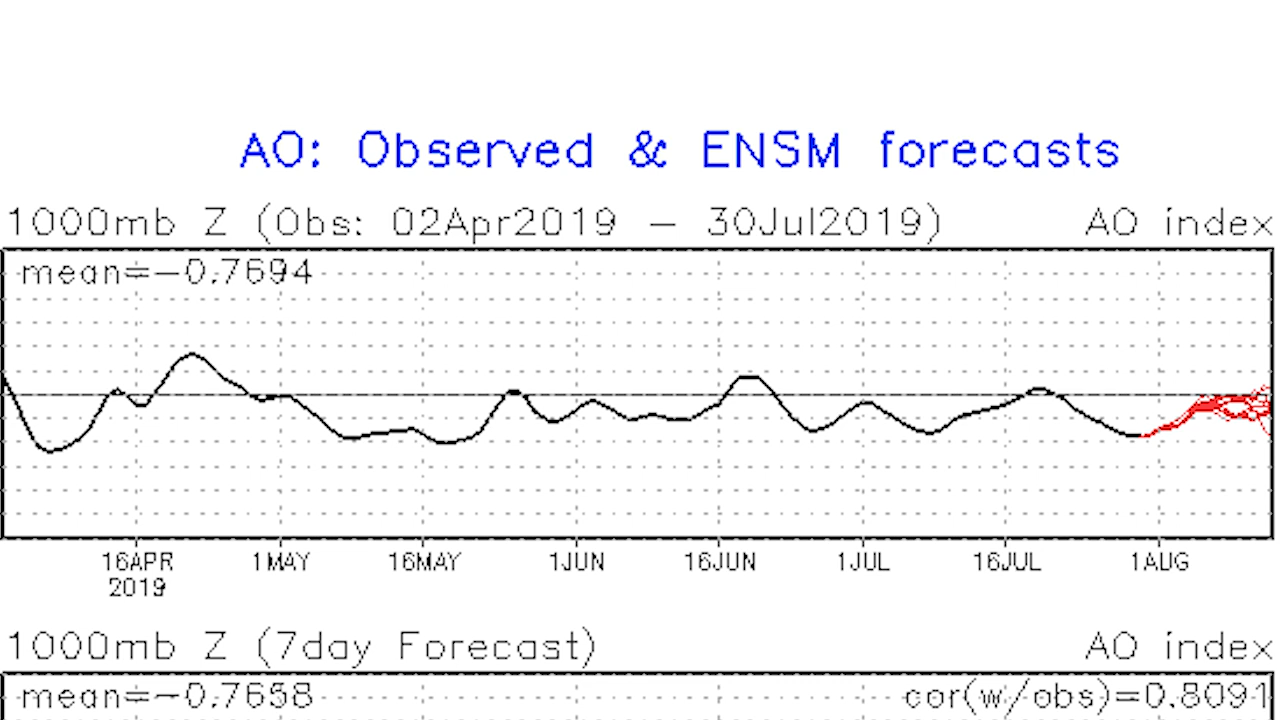 AO: Observed & ENSM forecasts
1000mb Z (Obs: 02Apr2019 – 30Jul2019) AO index
mean=-0.7694
16APR 1MAY 16MAY 1JUN 16JUN 1JUL 16JUL 1AUG
2019
1000mb Z (7day Forecast) AO index
mean=-0.7658 cor(w/obs)=0.8091